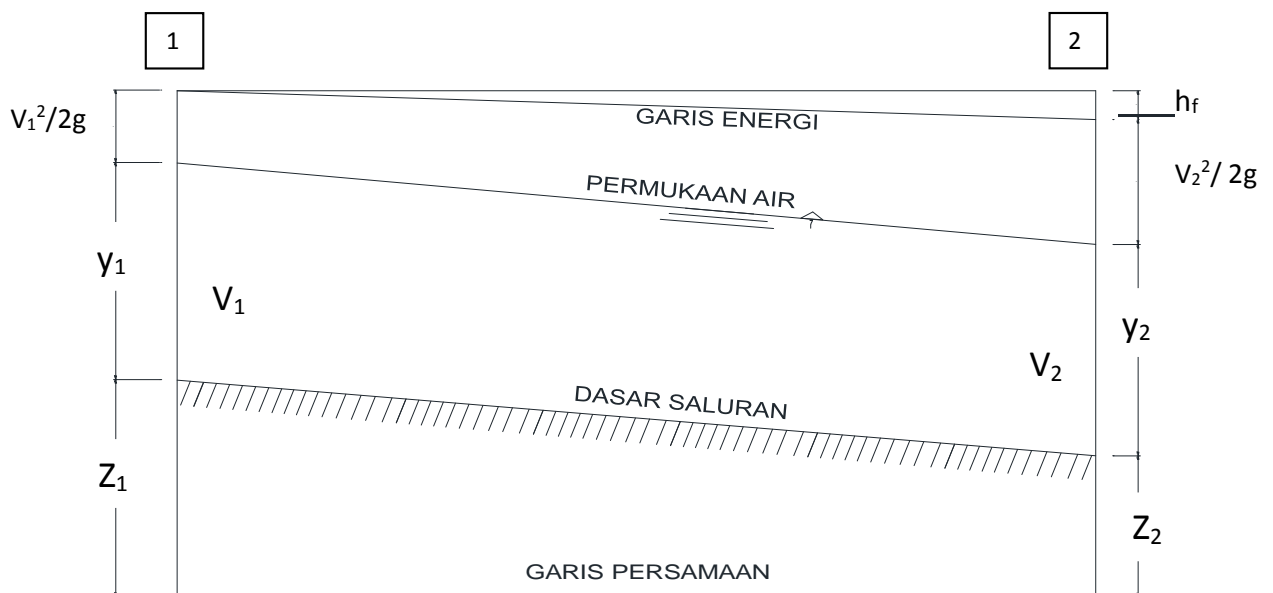 1
2
V₁²/2g
hf
GARIS ENERGI
V₂²/ 2g
PERMUKAAN AIR
y₁
V₁
y₂
V₂
DASAR SALURAN
Z₁
Z₂
GARIS PERSAMAAN